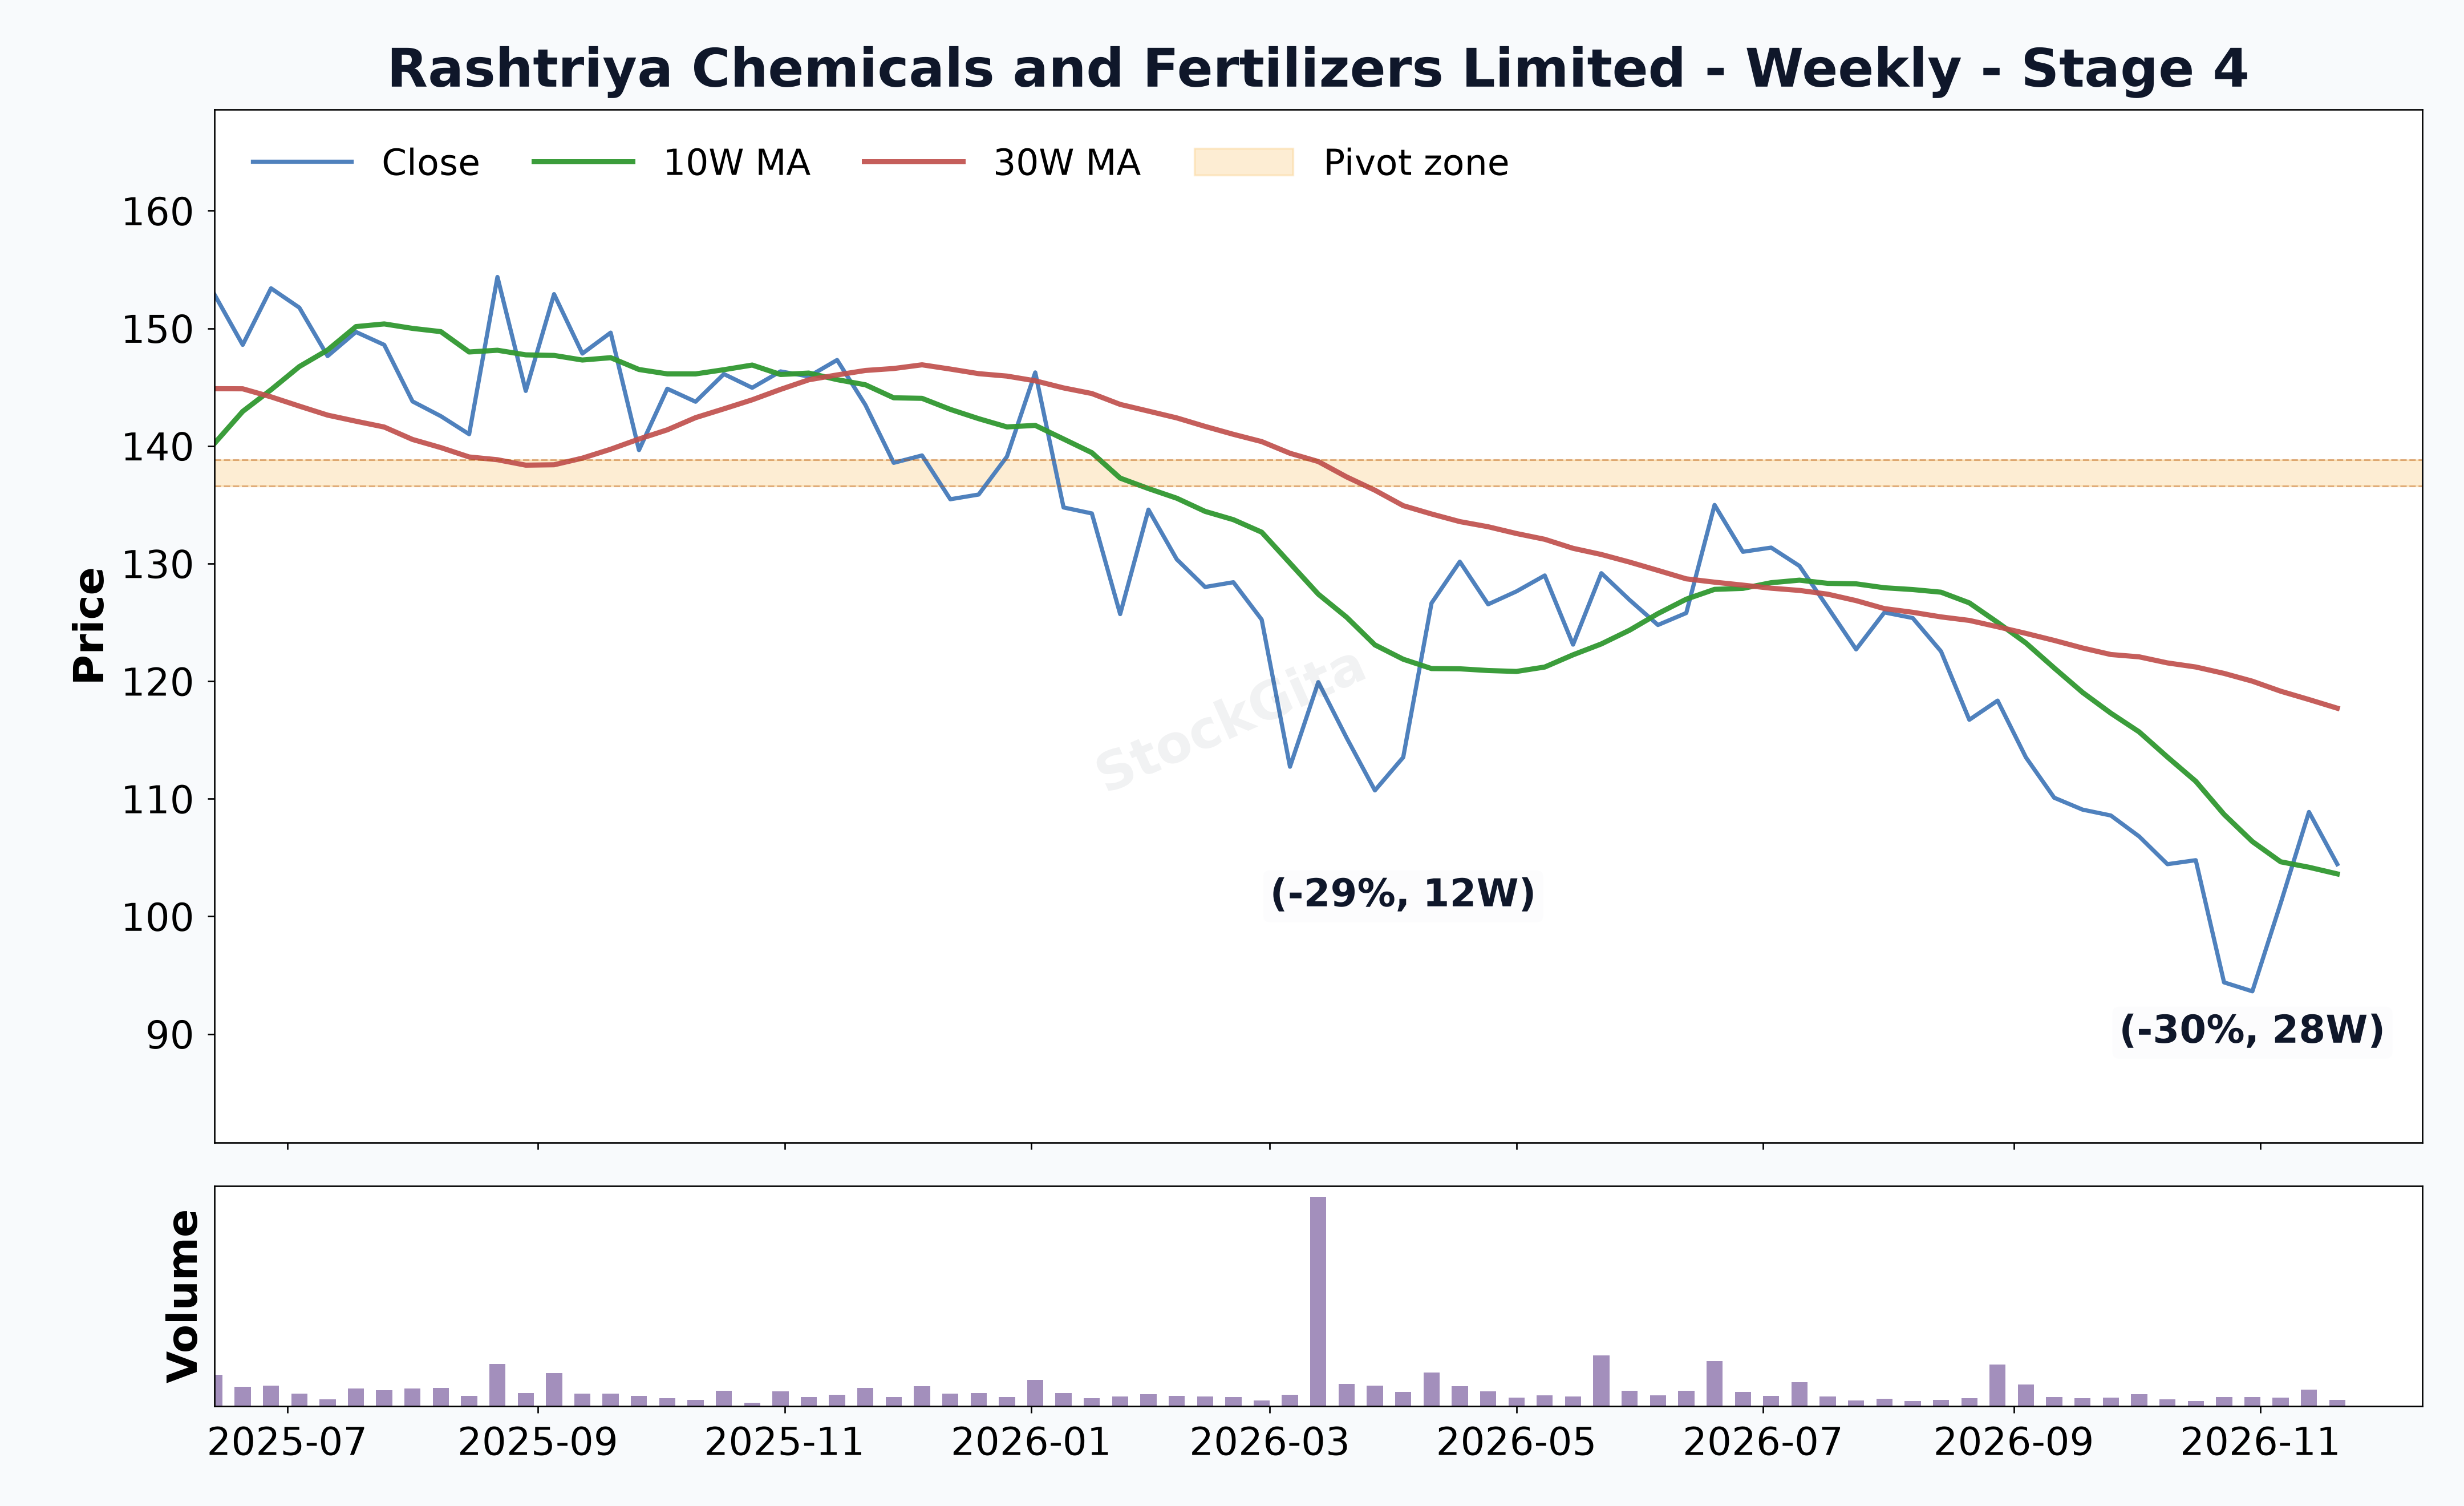 Rashtriya Chemicals and Fertilizers Limited - Weekly - Stage 4
Close 10W MA 30W MA Pivot zone
160
150
140
130
120
110
100
90
Price
StockGita
(-29%, 12W)
(-30%, 28W)
Volume
2025-07 2025-09 2025-11 2026-01 2026-03 2026-05 2026-07 2026-09 2026-11